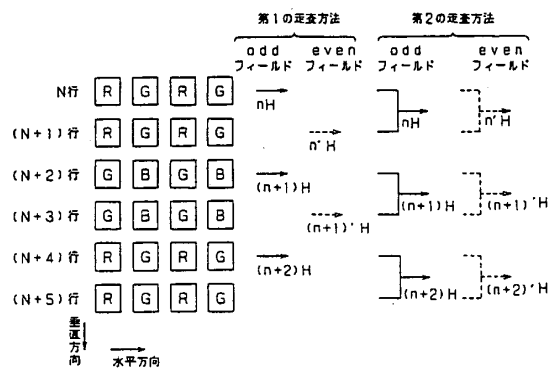 第1の走査方法 第2の走査方法
odd even odd even
フィールド フィールド フィールド フィールド
N行 R G R G nH nH n'H
(N+1)行 R G R G n'H
(N+2)行 G B G B (n+1)H (n+1)H (n+1)'H
(N+3)行 G B G B (n+1)'H
(N+4)行 R G R G (n+2)H (n+2)H (n+2)'H
(N+5)行 R G R G
垂直方向
水平方向